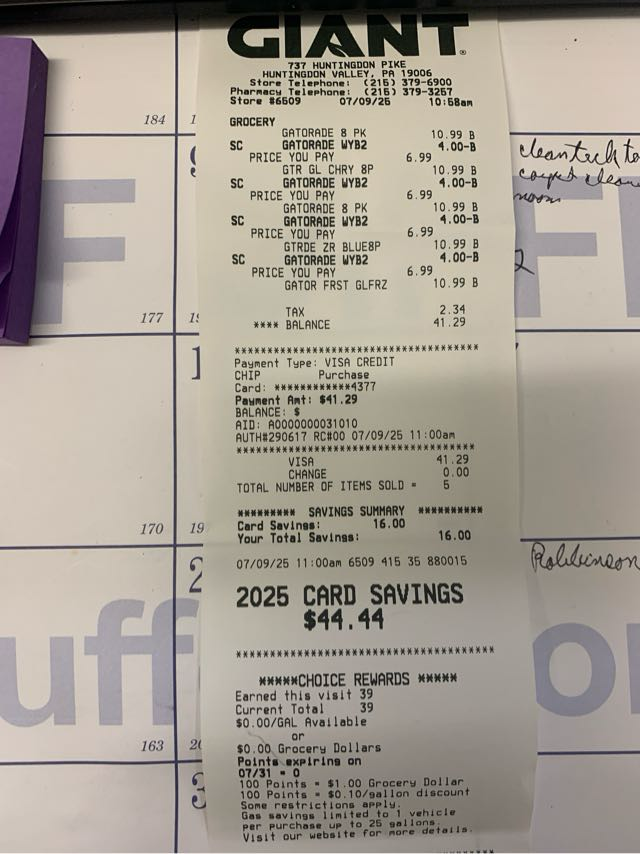 GIANT®
737 HUNTINGDON PIKE
HUNTINGDON VALLEY, PA 19006
Store Telephone: (215) 379-6900
Pharmacy Telephone: (215) 379-3257
Store #6509 07/09/25 10:58am
GROCERY
GATORADE 8 PK 10.99 B
SC GATORADE WYB2 4.00-B
PRICE YOU PAY 6.99
GTR GL CHRY 8P 10.99 B
SC GATORADE WYB2 4.00-B
PRICE YOU PAY 6.99
GATORADE 8 PK 10.99 B
SC GATORADE WYB2 4.00-B
PRICE YOU PAY 6.99
GTRDE ZR BLUE8P 10.99 B
SC GATORADE WYB2 4.00-B
PRICE YOU PAY 6.99
GATOR FRST GLFRZ 10.99 B
TAX 2.34
**** BALANCE 41.29
***************************************
Payment Type: VISA CREDIT
CHIP Purchase
Card: ************4377
Payment Amt: $41.29
BALANCE: $
AID: A0000000031010
AUTH#290617 RC#00 07/09/25 11:00am
***************************************
VISA 41.29
CHANGE 0.00
TOTAL NUMBER OF ITEMS SOLD = 5
********* SAVINGS SUMMARY **********
Card Savings: 16.00
Your Total Savings: 16.00
07/09/25 11:00am 6509 415 35 880015
2025 CARD SAVINGS
$44.44
***************************************
*****CHOICE REWARDS *****
Earned this visit 39
Current Total 39
$0.00/GAL Available
or
$0.00 Grocery Dollars
Points expiring on
07/31 = 0
100 Points = $1.00 Grocery Dollar
100 Points = $0.10/gallon discount
Some restrictions apply.
Gas savings limited to 1 vehicle
per purchase up to 25 gallons.
Visit our website for more details.
184
177
170
163
F
uff
cleantech to
noon
Robbinson